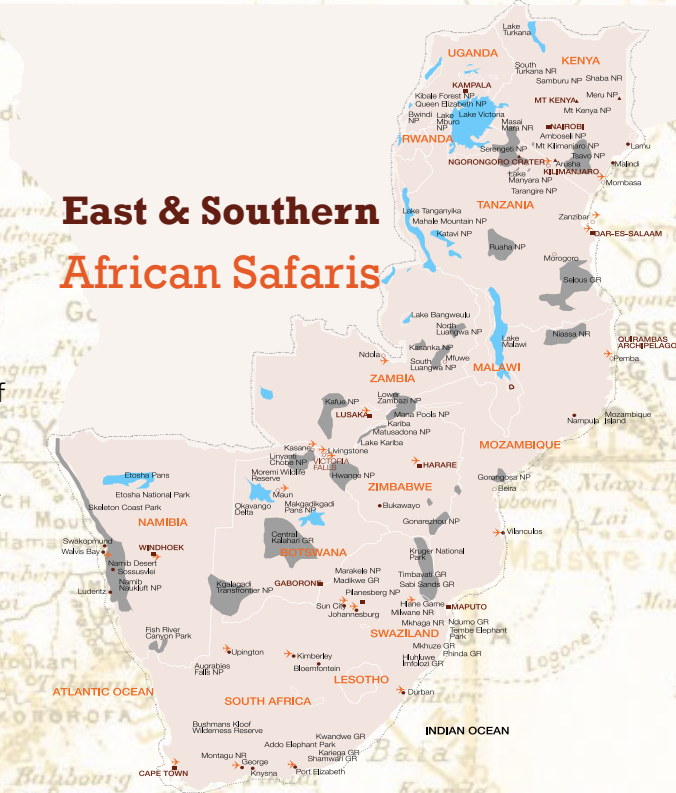 East & Southern
African Safaris
Lake
Turkana
UGANDA
KENYA
South
Turkana NR
Samburu NP
Shaba NR
KAMPALA
Kibale Forest NP
Queen Elizabeth NP
Meru NP
MT KENYA
Mt Kenya NP
Bwindi
NP
Lake
Mburo
NP
Lake Victoria
Masai
Mara NR
NAIROBI
Amboseli NP
RWANDA
Serengeti NP
Mt Kilimanjaro NP
Lamu
Tsavo NP
NGORONGORO CRATER
Arusha
Malindi
KILIMANJARO
Lake
Manyara NP
Mombasa
Tarangire NP
TANZANIA
Lake Tanganyika
Mahale Mountain NP
Katavi NP
Zanzibar
DAR-ES-SALAAM
Ruaha NP
Morogoro
Selous GR
Lake Bangweulu
North
Luangwa NP
Niassa NR
Lake
Malawi
QUIRAMBAS
ARCHIPELAGO
Kasanka NP
Ndola
South
Luangwa NP
Mfuwe
MALAWI
Pemba
ZAMBIA
Kafue NP
Lower
Zambezi NP
LUSAKA
Mana Pools NP
Kariba
Matusadona NP
Lake Kariba
Nampula
Mozambique
Island
MOZAMBIQUE
Kasane
Livingstone
Linyanti
Chobe NP
VICTORIA
FALLS
HARARE
Moremi Wildlife
Reserve
Hwange NP
Gorongosa NP
Beira
Etosha Pans
Etosha National Park
Maun
Makgadikgadi
Pans NP
ZIMBABWE
Skeleton Coast Park
Okavango
Delta
Bukawayo
NAMIBIA
Gonarezhou NP
Swakopmund
Walvis Bay
WINDHOEK
Central
Kalahari GR
BOTSWANA
Vilanculos
Kruger National
Park
Namib Desert
Sossusvlei
Namib
Naukluft NP
Luderitz
Kgalagadi
Transfrontier NP
GABORONE
Marakele NP
Madikwe GR
Pilanesberg NP
Timbavati GR
Sabi Sands GR
Sun City
Johannesburg
Hlane Game
Milwane NR
MAPUTO
Mkhaga NR
Ndumo GR
Tembe Elephant
Park
SWAZILAND
Fish River
Canyon Park
Mkhuze GR
Phinda GR
Hluhluwe
Imfolozi GR
Upington
Kimberley
Augrabies
Falls NP
Bloemfontein
LESOTHO
ATLANTIC OCEAN
SOUTH AFRICA
Durban
Bushmans Kloof
Wilderness Reserve
INDIAN OCEAN
Kwandwe GR
Addo Elephant Park
Kariega GR
Shamwari GR
Montagu NR
George
CAPE TOWN
Knysna
Port Elizabeth
Logone
Baia